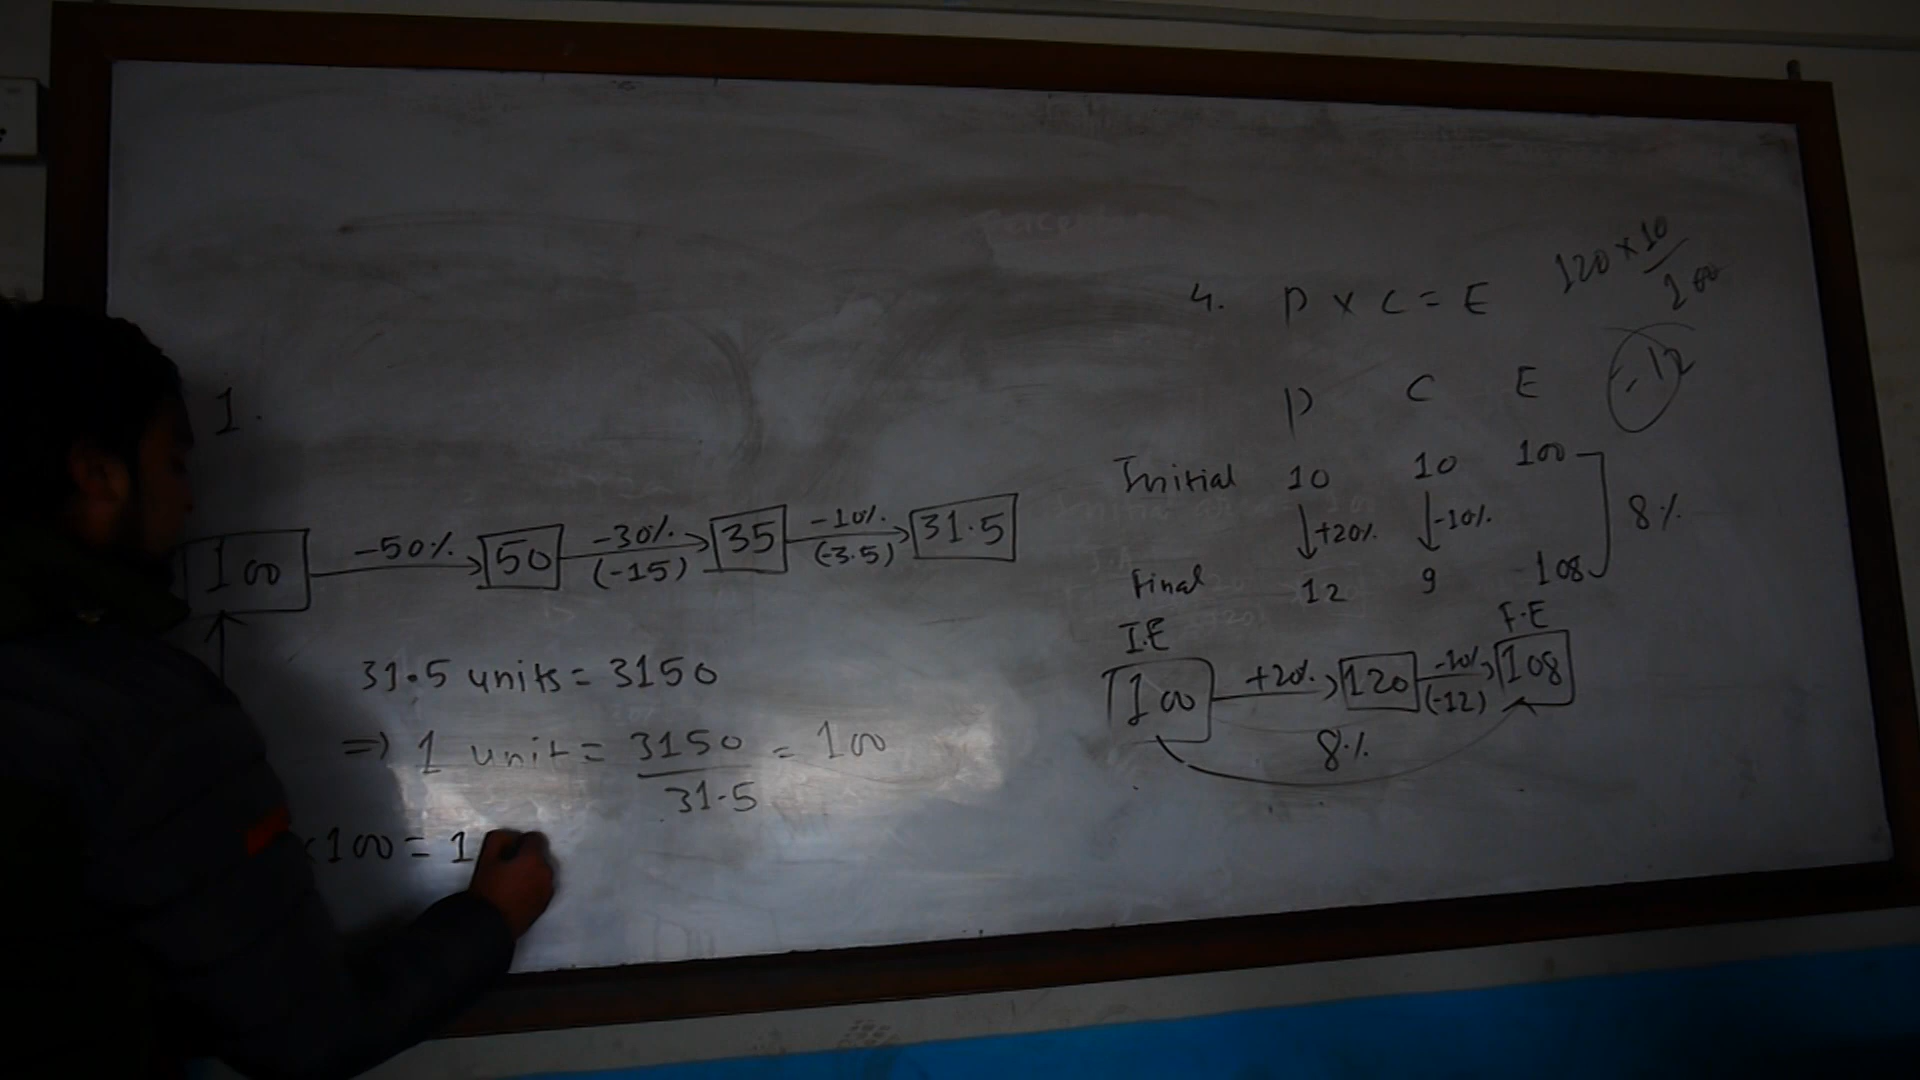 1.
100 -50% 50 -30% (-15) 35 -10% (-3.5) 31.5
31.5 units = 3150
=> 1 unit = 3150 / 31.5 = 100
×100 = 1
4. P × C = E
120 × 10 / 100
- 12
P C E
Initial 10 10 100
↓+20% ↓-10% 8%
Final 12 9 108
I.E F.E
100 +20% 120 -10% (-12) 108
8%